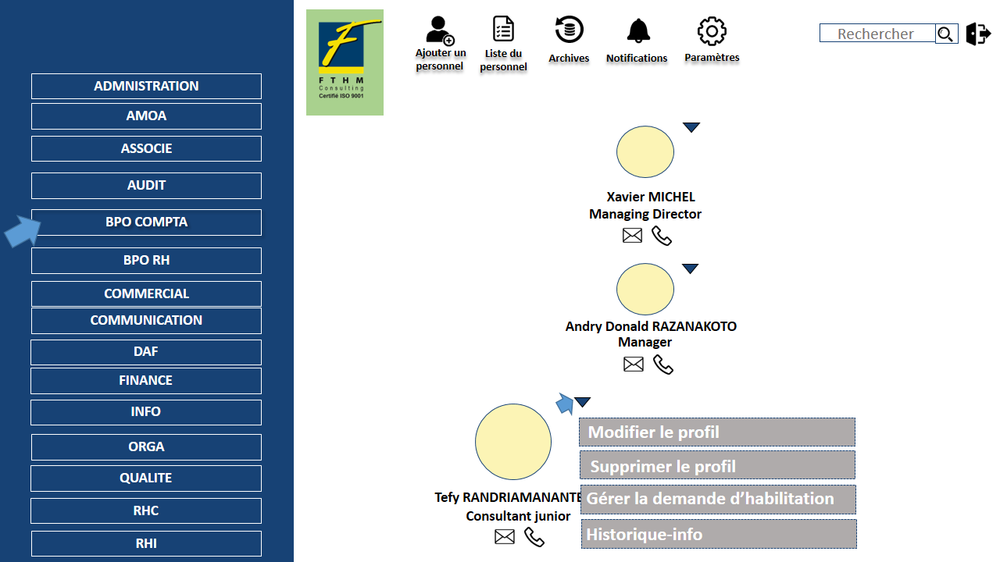 ADMNISTRATION
AMOA
ASSOCIE
AUDIT
BPO COMPTA
BPO RH
COMMERCIAL
COMMUNICATION
DAF
FINANCE
INFO
ORGA
QUALITE
RHC
RHI
F T H M
Consulting
Certifié ISO 9001
Ajouter un
personnel
Liste du
personnel
Archives
Notifications
Paramètres
Rechercher
Xavier MICHEL
Managing Director
Andry Donald RAZANAKOTO
Manager
Tefy RANDRIAMANANTE
Consultant junior
Modifier le profil
Supprimer le profil
Gérer la demande d’habilitation
Historique-info